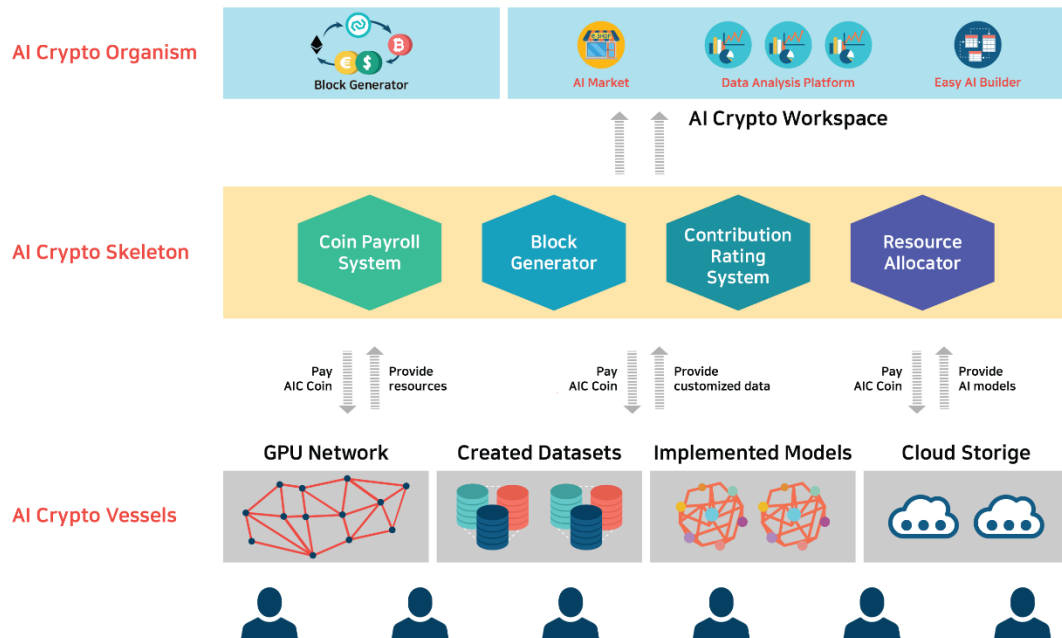 AI Crypto Organism
Block Generator
AI Market
Data Analysis Platform
Easy AI Builder
AI Crypto Workspace
AI Crypto Skeleton
Coin Payroll
System
Block
Generator
Contribution
Rating
System
Resource
Allocator
Pay
AIC Coin
Provide
resources
Pay
AIC Coin
Provide
customized data
Pay
AIC Coin
Provide
AI models
GPU Network
Created Datasets
Implemented Models
Cloud Storige
AI Crypto Vessels